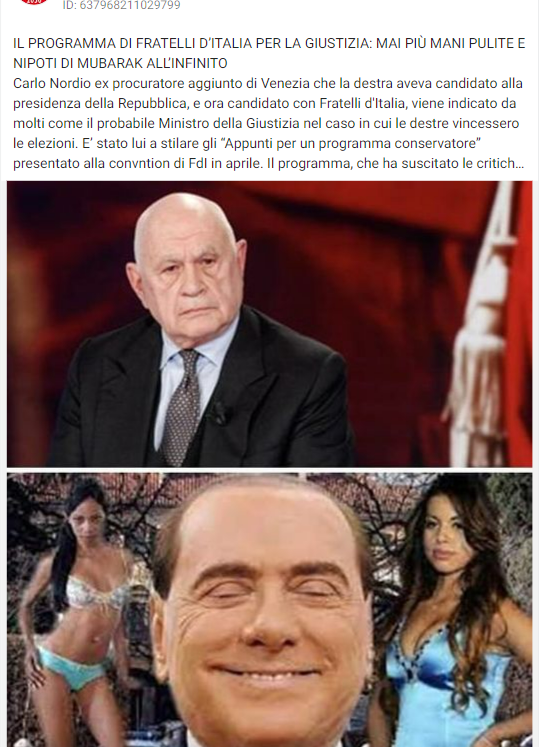 ID: 637968211029799
IL PROGRAMMA DI FRATELLI D'ITALIA PER LA GIUSTIZIA: MAI PIÙ MANI PULITE E
NIPOTI DI MUBARAK ALL'INFINITO
Carlo Nordio ex procuratore aggiunto di Venezia che la destra aveva candidato alla
presidenza della Repubblica, e ora candidato con Fratelli d'Italia, viene indicato da
molti come il probabile Ministro della Giustizia nel caso in cui le destre vincessero
le elezioni. E' stato lui a stilare gli “Appunti per un programma conservatore”
presentato alla convntion di FdI in aprile. Il programma, che ha suscitato le critich...